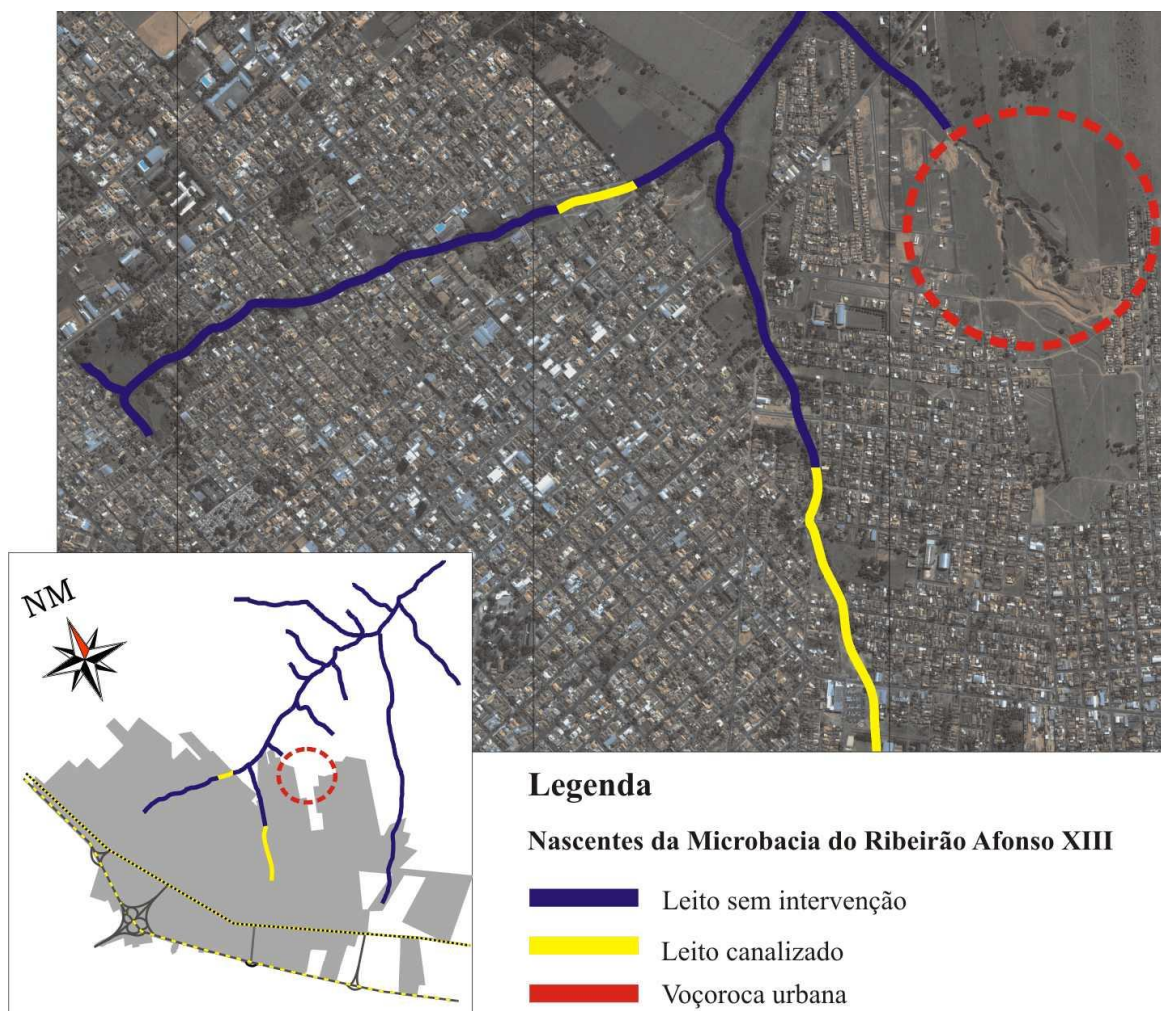 NM
Legenda
Nascentes da Microbacia do Ribeirão Afonso XIII
Leito sem intervenção
Leito canalizado
Voçoroca urbana